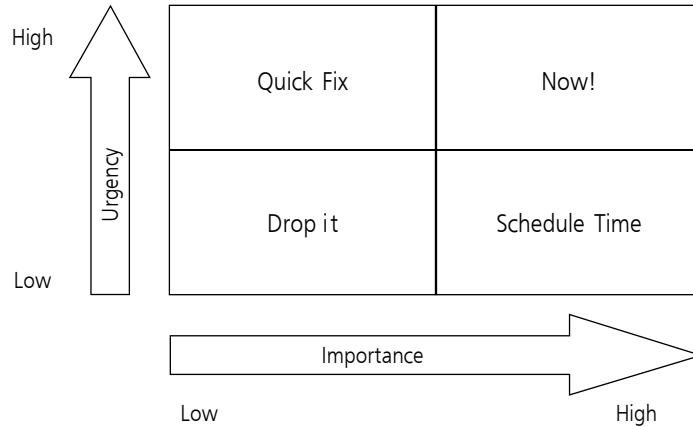 High
Quick Fix
Now!
Urgency
Drop it
Schedule Time
Low
Importance
Low
High